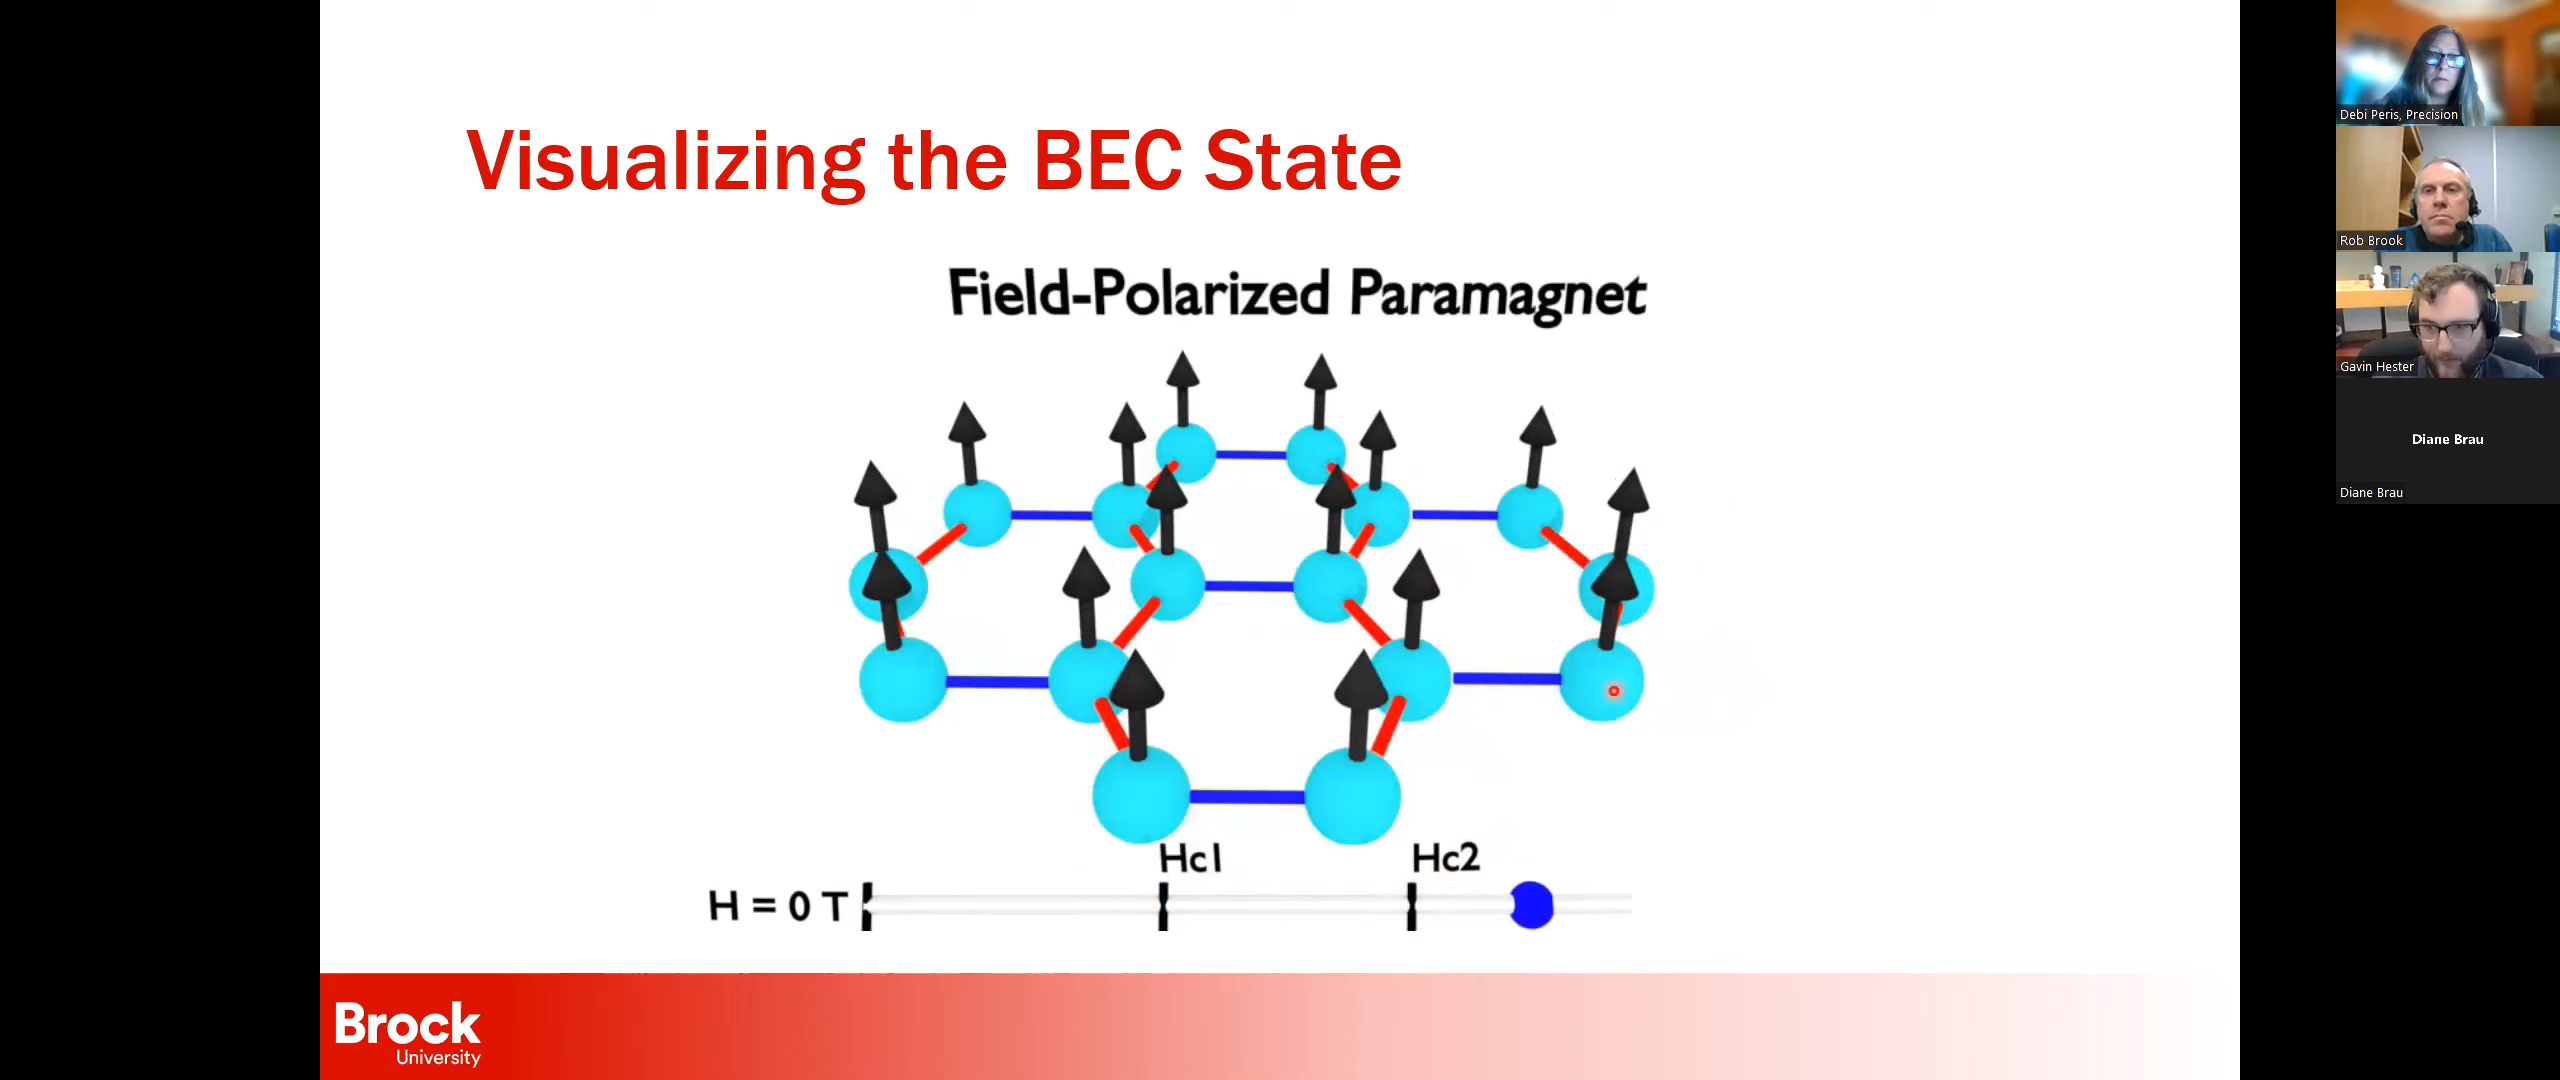 Visualizing the BEC State
Field-Polarized Paramagnet
Hc1
Hc2
H = 0 T
Brock
University
Debi Peris, Precision
Rob Brook
Gavin Hester
Diane Brau
Diane Brau